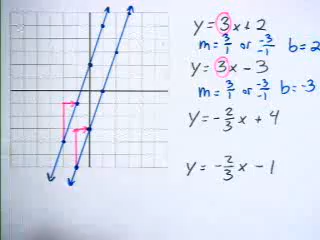 y = 3x + 2
m = 3/1 or -3/-1 b = 2
y = 3x - 3
m = 3/1 or -3/-1 b = -3
y = -2/3 x + 4
y = -2/3 x - 1